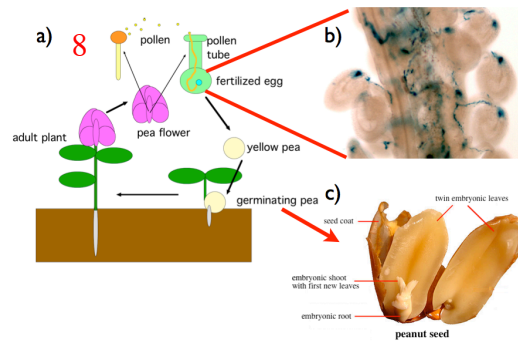 a) 8
pollen
pollen
tube
fertilized egg
pea flower
adult plant
yellow pea
germinating pea
b)
c)
seed coat
twin embryonic leaves
embryonic shoot
with first new leaves
embryonic root
peanut seed